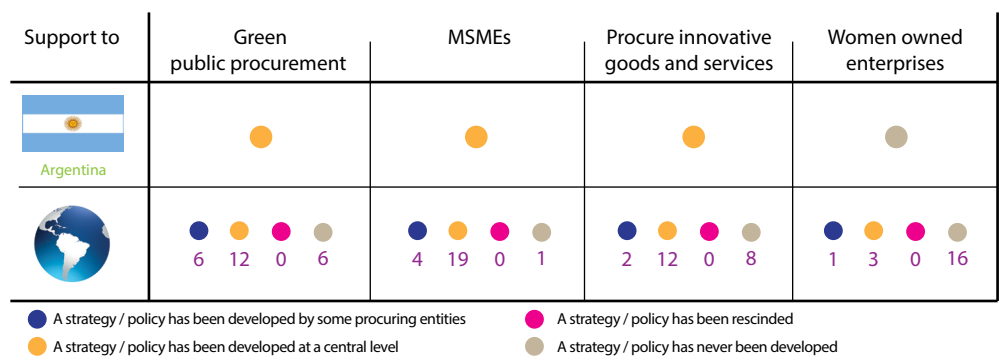 Support to
Green
public procurement
MSMEs
Procure innovative
goods and services
Women owned
enterprises
Argentina
6 12 0 6
4 19 0 1
2 12 0 8
1 3 0 16
A strategy / policy has been developed by some procuring entities
A strategy / policy has been rescinded
A strategy / policy has been developed at a central level
A strategy / policy has never been developed